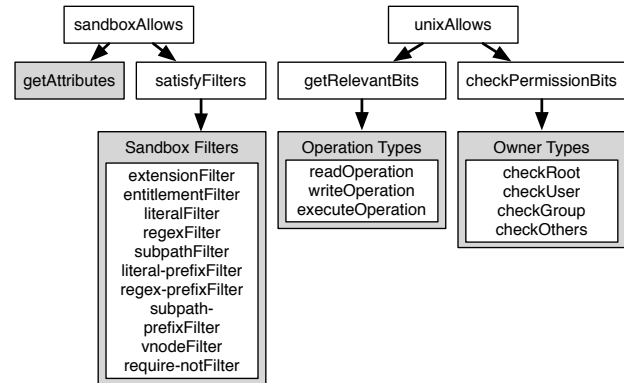 sandboxAllows
unixAllows
getAttributes
satisfyFilters
getRelevantBits
checkPermissionBits
Sandbox Filters
extensionFilter
entitlementFilter
literalFilter
regexFilter
subpathFilter
literal-prefixFilter
regex-prefixFilter
subpath-
prefixFilter
vnodeFilter
require-notFilter
Operation Types
readOperation
writeOperation
executeOperation
Owner Types
checkRoot
checkUser
checkGroup
checkOthers